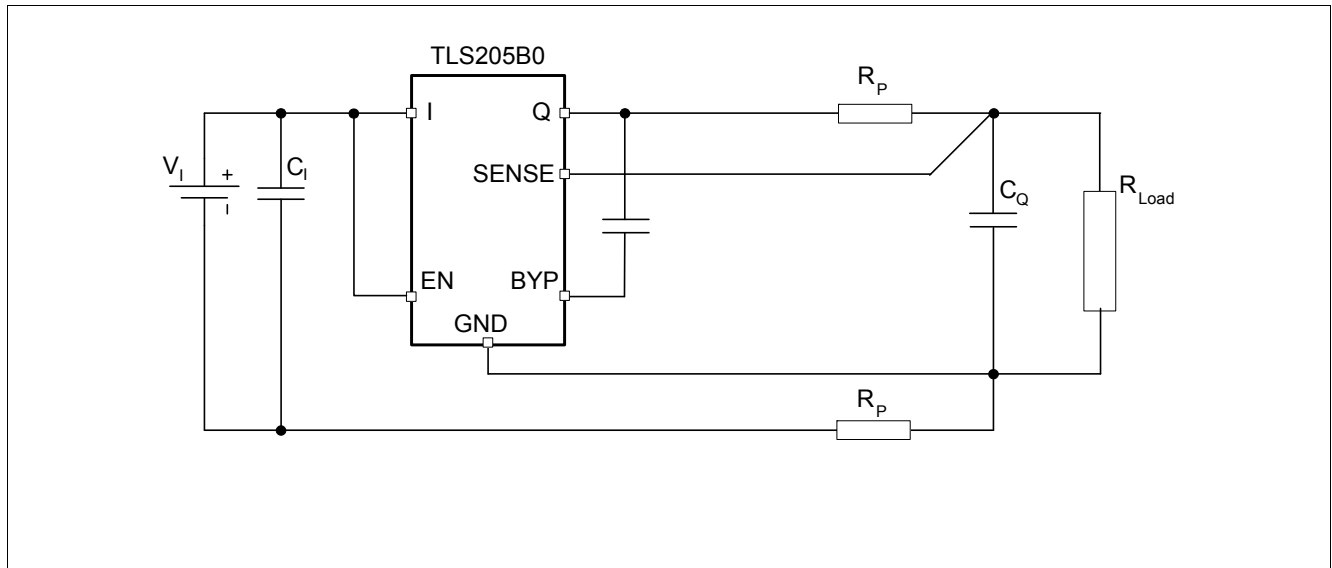 TLS205B0
R_P
I
Q
V_I
+
C_I
SENSE
C_Q
R_Load
EN
BYP
GND
R_P